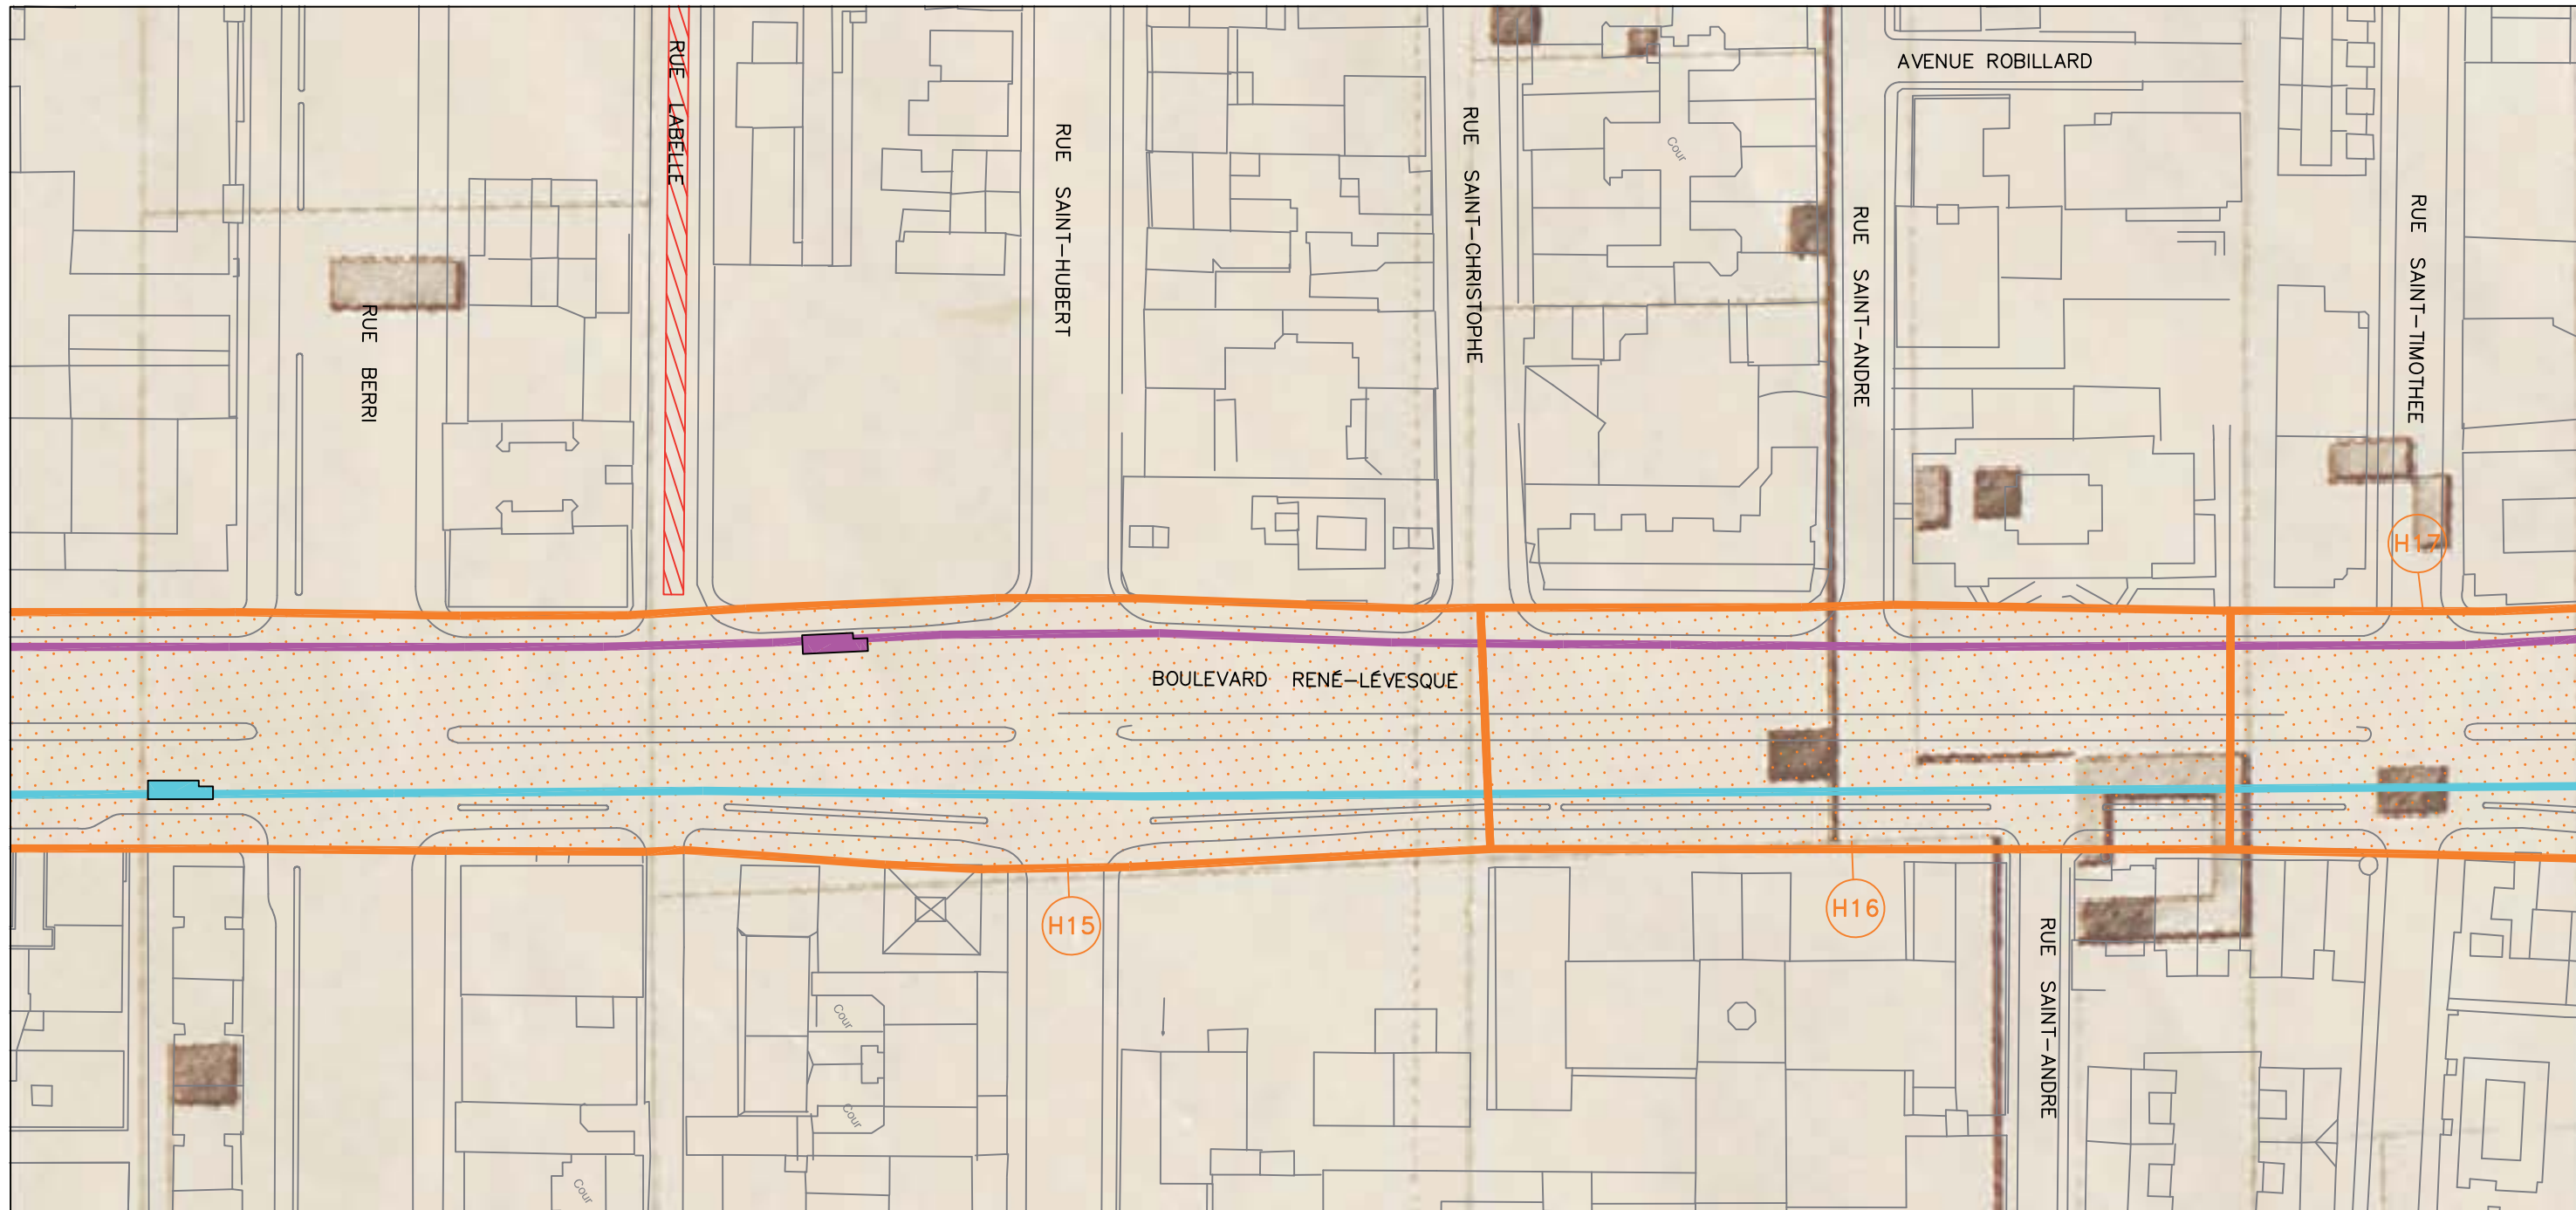 AVENUE ROBILLARD
RUE LABELLE
RUE SAINT-HUBERT
RUE SAINT-CHRISTOPHE
Cour
RUE SAINT-ANDRE
RUE SAINT-TIMOTHEE
RUE BERRI
H17
BOULEVARD RENÉ-LÉVESQUE
H15
H16
RUE SAINT-ANDRE
Cour
Cour
Cour